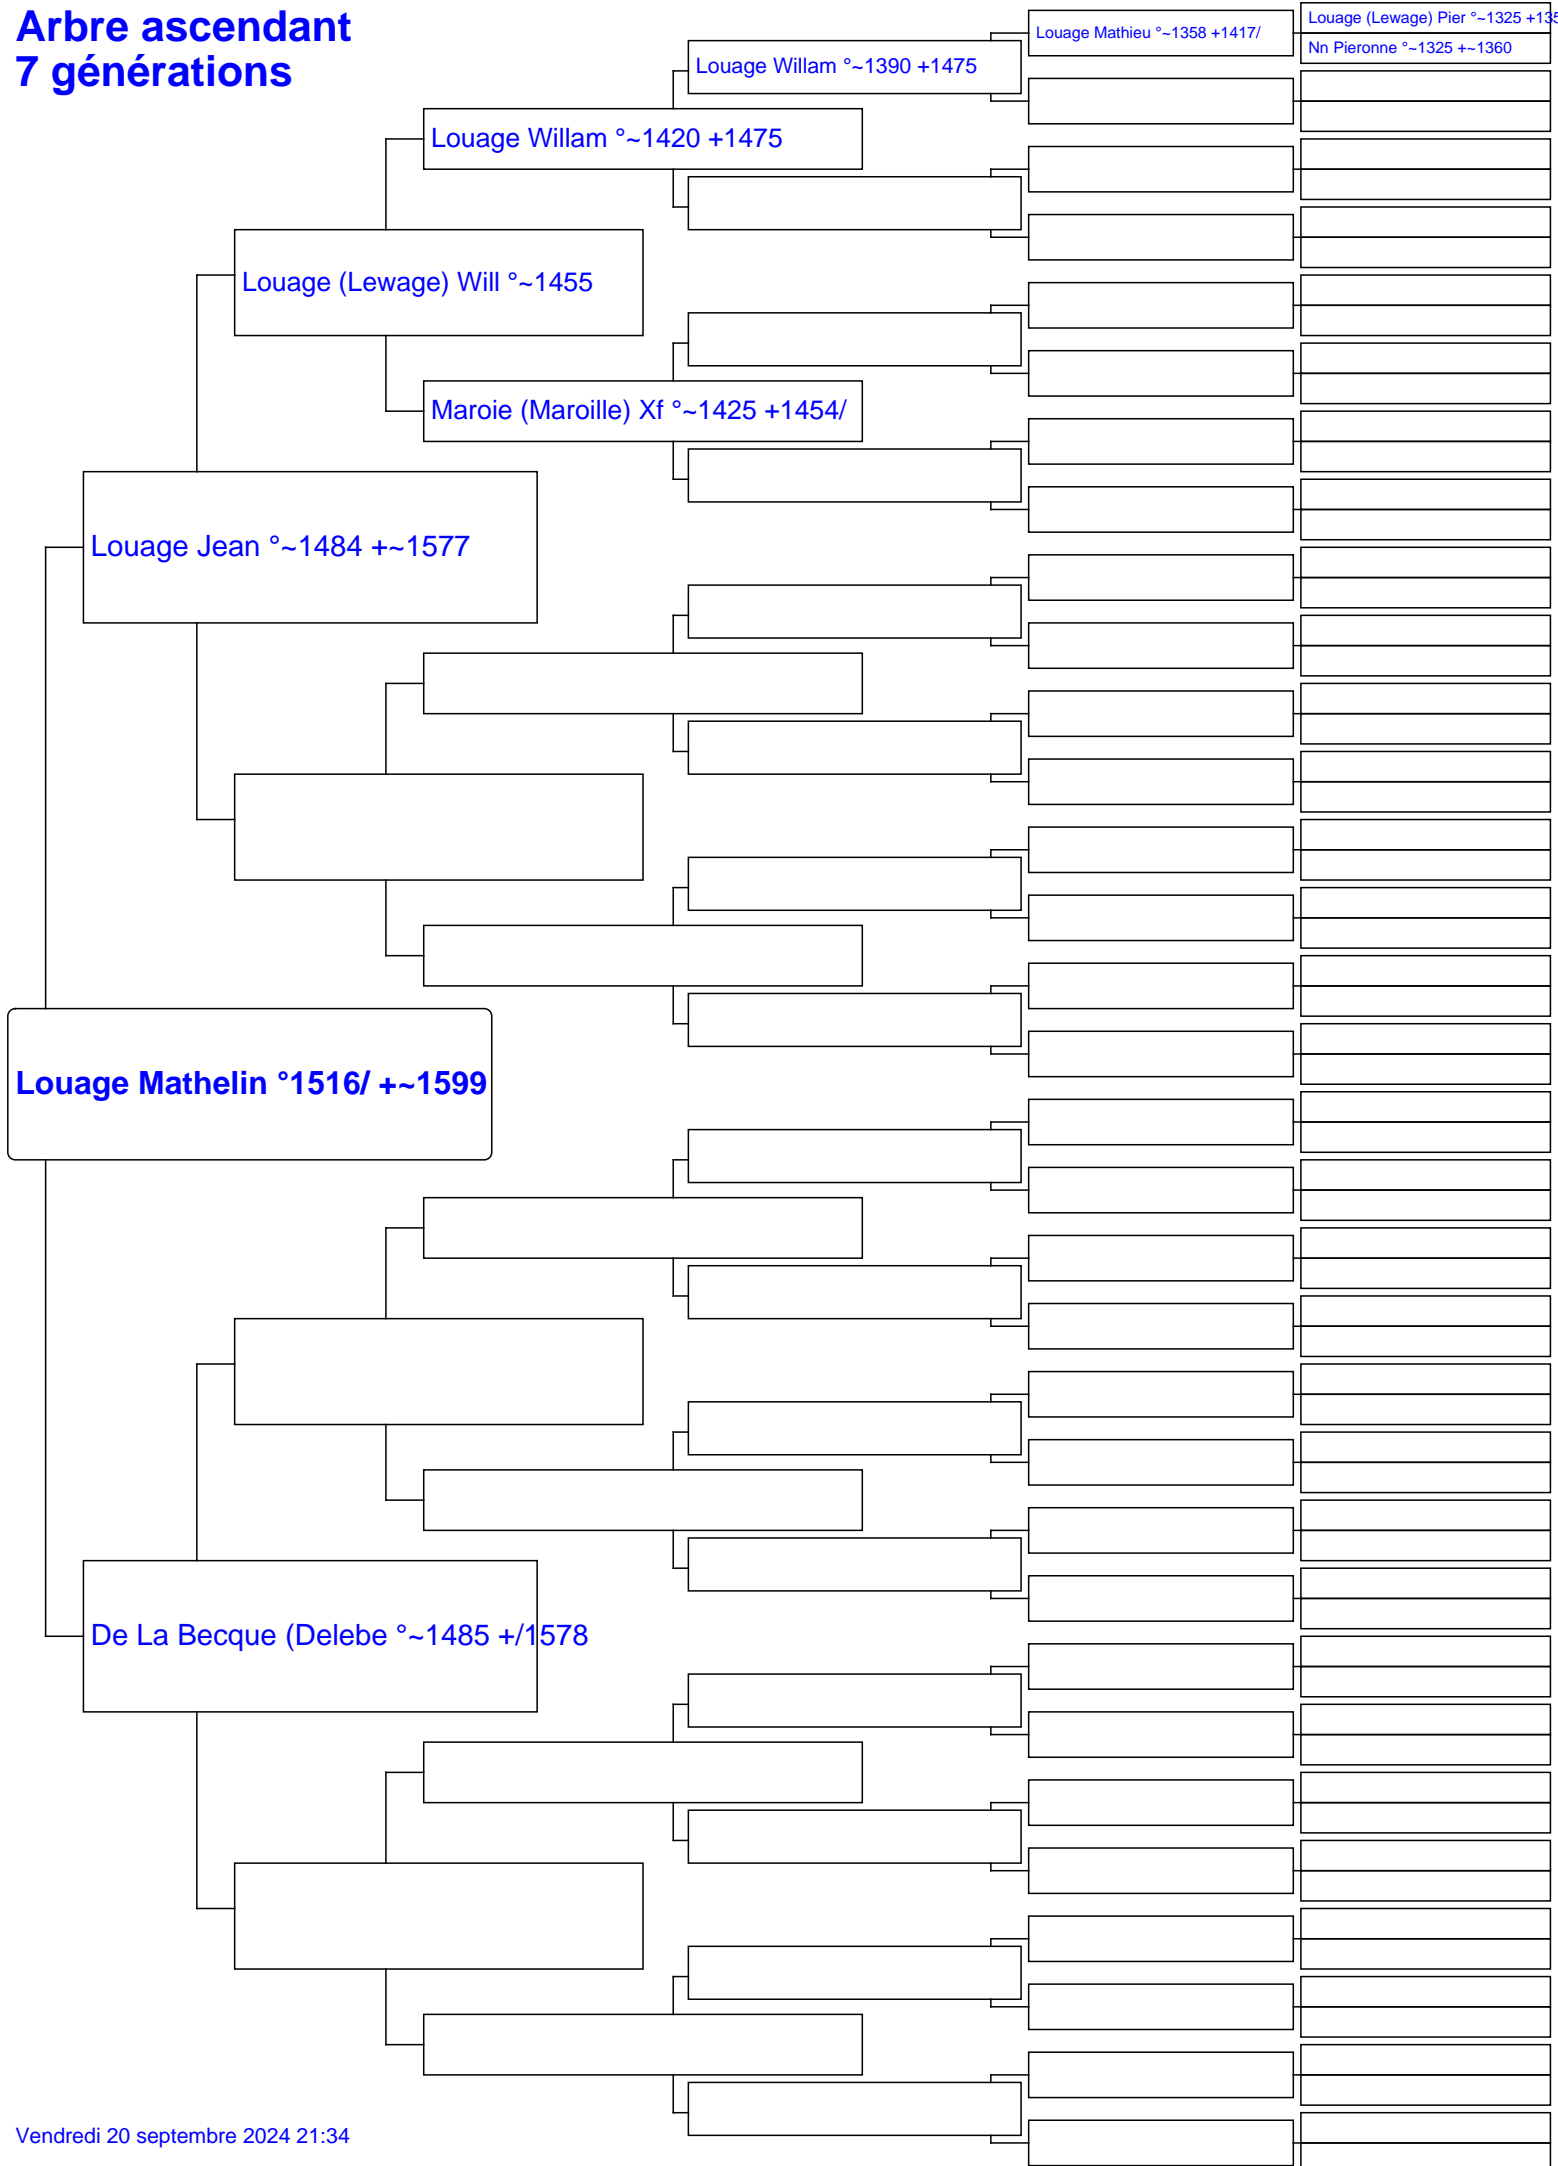 Arbre ascendant
7 générations
Louage (Lewage) Pier °~1325
Nn Pieronne °~1325 +~1360
Louage Mathieu °~1358 +1417/
Louage Willam °~1390 +1475
Louage Willam °~1420 +1475
Louage (Lewage) Will °~1455
Maroie (Maroille) Xf °~1425 +1454/
Louage Jean °~1484 +~1577
Louage Mathelin °1516/ +~1599
De La Becque (Delebe °~1485 +/1578
Vendredi 20 septembre 2024 21:34